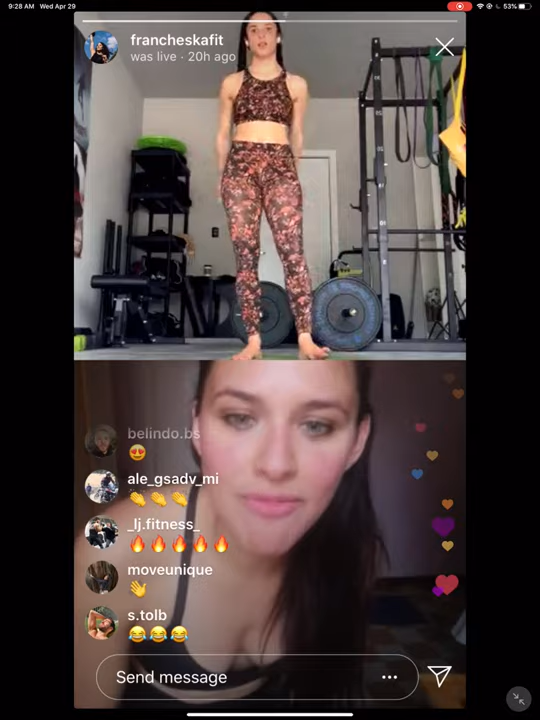 9:28 AM Wed Apr 29
53%
francheskafit
was live · 20h ago
belindo.bs
😍
ale_gsadv_mi
👏👏👏
_lj.fitness_
🔥🔥🔥🔥🔥
moveunique
👋
s.tolb
😂😂😂
Send message